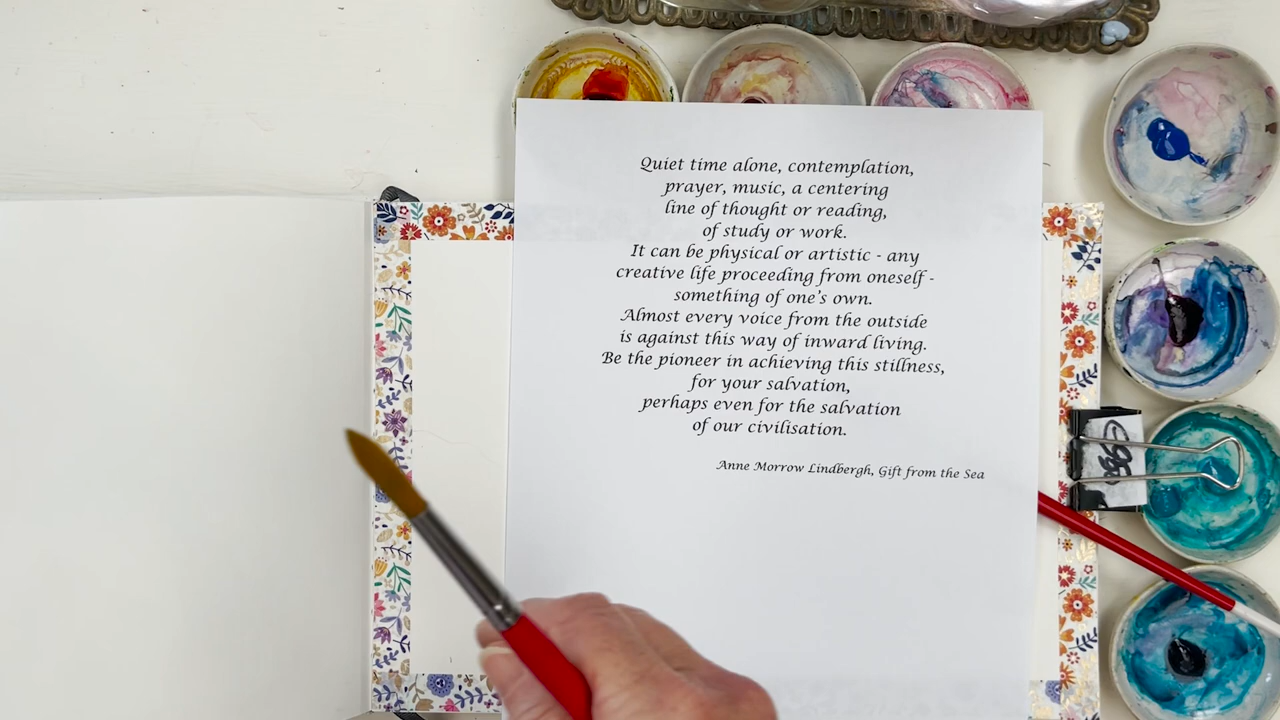 Quiet time alone, contemplation,
prayer, music, a centering
line of thought or reading,
of study or work.
It can be physical or artistic - any
creative life proceeding from oneself -
something of one's own.
Almost every voice from the outside
is against this way of inward living.
Be the pioneer in achieving this stillness,
for your salvation,
perhaps even for the salvation
of our civilisation.
Anne Morrow Lindbergh, Gift from the Sea